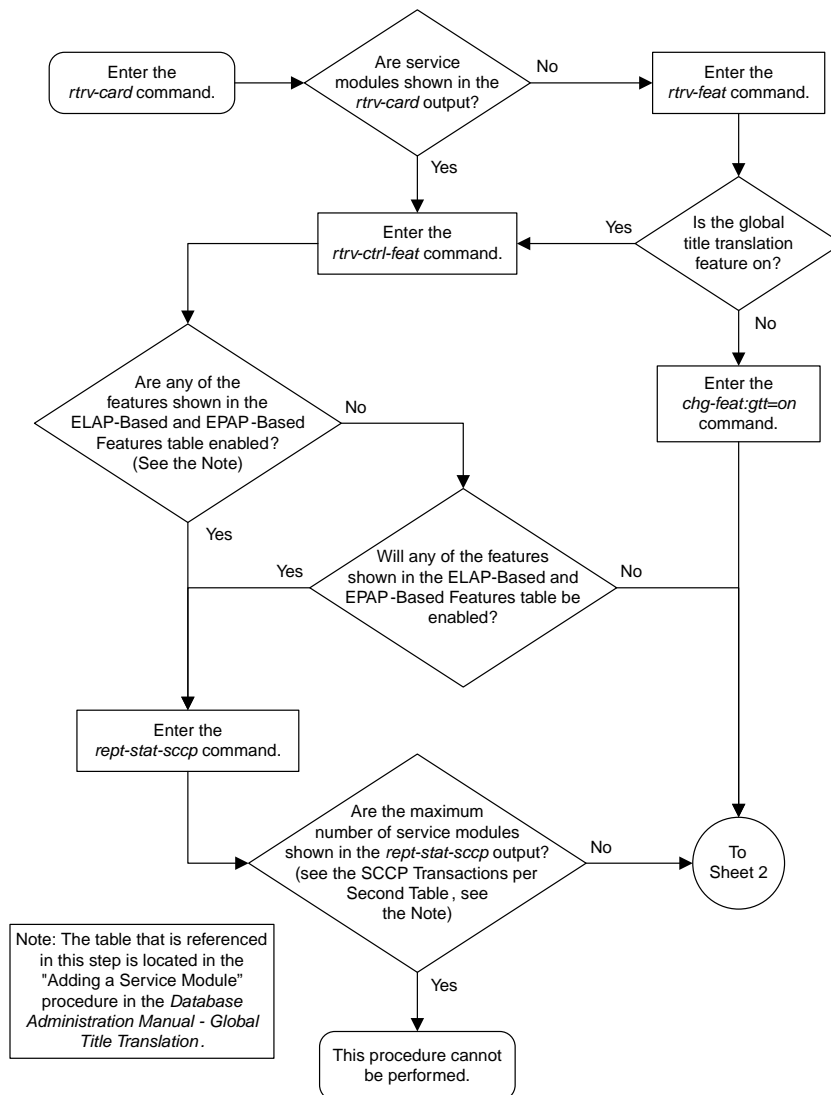 Enter the
rtrv-card command.
Are service
modules shown in the
rtrv-card output?
No
Enter the
rtrv-feat command.
Yes
Enter the
rtrv-ctrl-feat command.
Yes
Is the global
title translation
feature on?
No
Are any of the
features shown in the
ELAP-Based and EPAP-Based
Features table enabled?
(See the Note)
No
Enter the
chg-feat:gtt=on
command.
Yes
Yes
Will any of the features
shown in the ELAP-Based and
EPAP-Based Features table be
enabled?
No
Enter the
rept-stat-sccp command.
Are the maximum
number of service modules
shown in the rept-stat-sccp output?
(see the SCCP Transactions per
Second Table, see
the Note)
No
To
Sheet 2
Note: The table that is referenced
in this step is located in the
"Adding a Service Module”
procedure in the Database
Administration Manual - Global
Title Translation.
Yes
This procedure cannot
be performed.